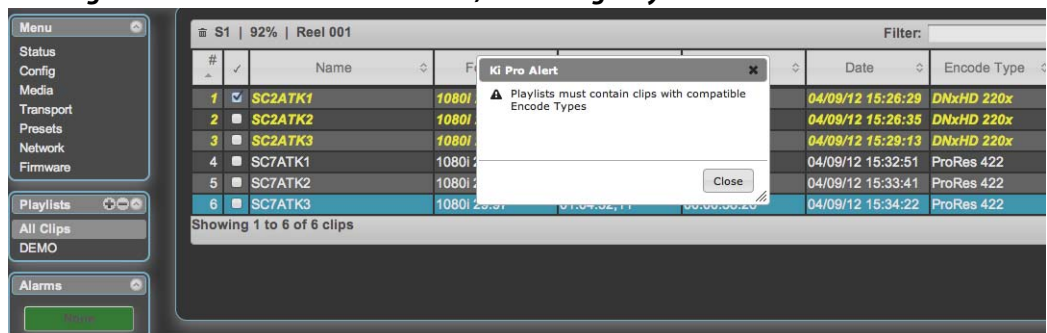 Menu
Status
Config
Media
Transport
Presets
Network
Firmware
Playlists
All Clips
DEMO
Alarms
None
S1 | 92% | Reel 001
Filter:
# ✓ Name Date Encode Type
1 SC2ATK1 1080i 04/09/12 15:26:29 DNxHD 220x
2 SC2ATK2 1080i 04/09/12 15:26:35 DNxHD 220x
3 SC2ATK3 1080i 04/09/12 15:29:13 DNxHD 220x
4 SC7ATK1 1080i 04/09/12 15:32:51 ProRes 422
5 SC7ATK2 1080i 04/09/12 15:33:41 ProRes 422
6 SC7ATK3 1080i 04/09/12 15:34:22 ProRes 422
Showing 1 to 6 of 6 clips
Ki Pro Alert
Playlists must contain clips with compatible
Encode Types
Close